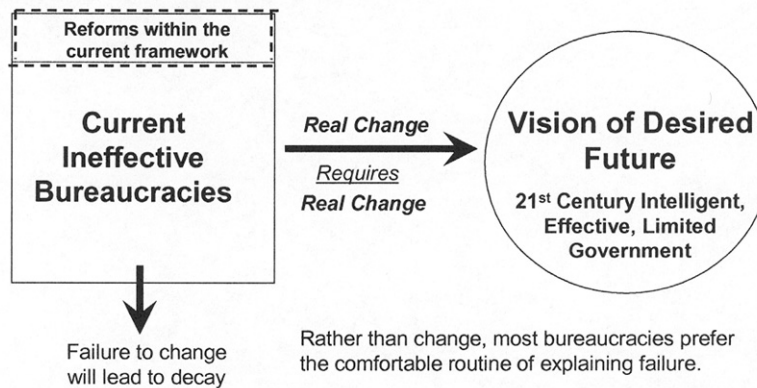 Reforms within the
current framework
Current
Ineffective
Bureaucracies
Real Change
Requires
Real Change
Vision of Desired
Future
21st Century Intelligent,
Effective, Limited
Government
Failure to change
will lead to decay
Rather than change, most bureaucracies prefer
the comfortable routine of explaining failure.